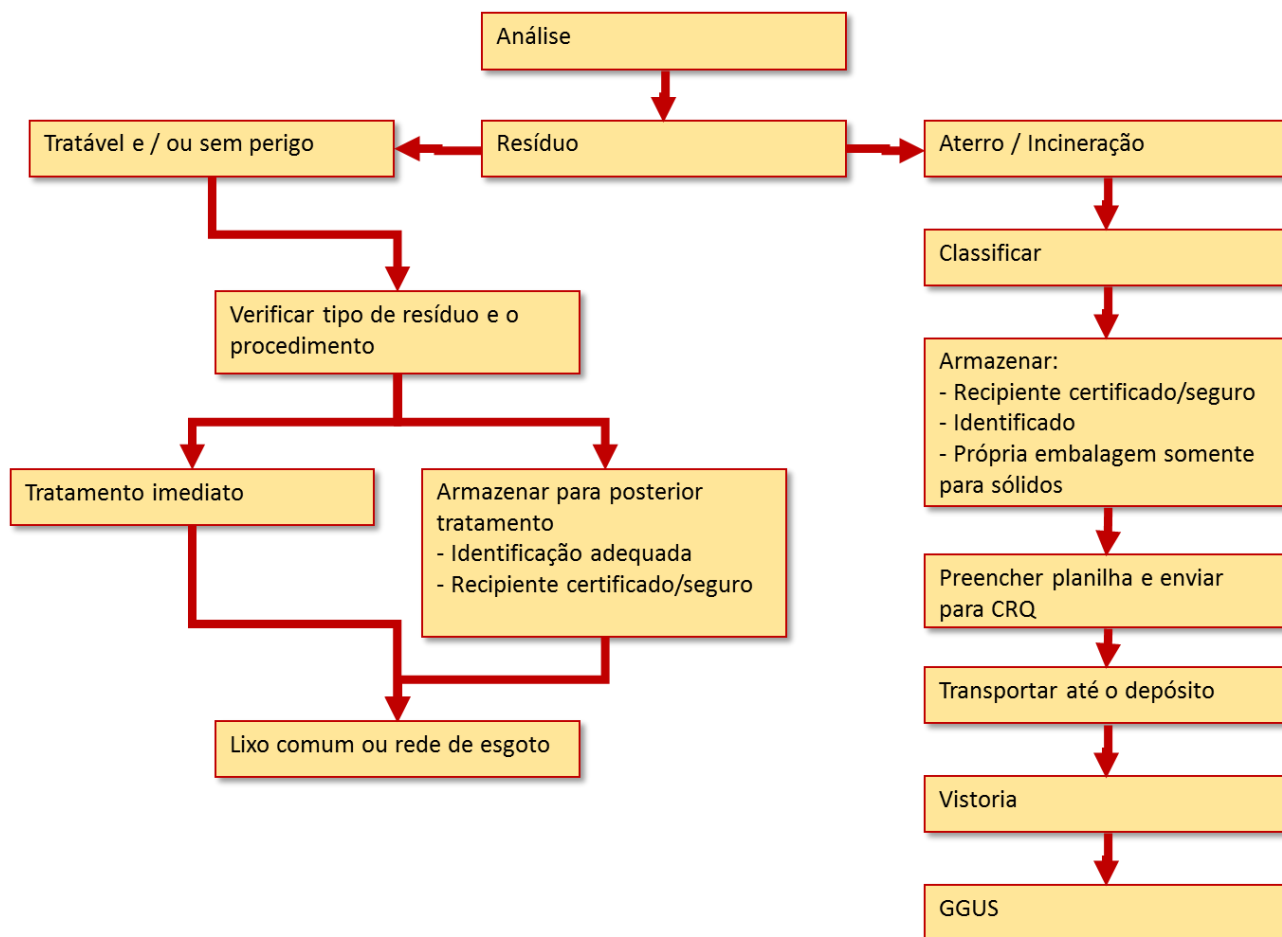 Análise
Tratável e / ou sem perigo
Resíduo
Aterro / Incineração
Classificar
Verificar tipo de resíduo e o
procedimento
Armazenar:
- Recipiente certificado/seguro
- Identificado
- Própria embalagem somente
para sólidos
Tratamento imediato
Armazenar para posterior
tratamento
- Identificação adequada
- Recipiente certificado/seguro
Preencher planilha e enviar
para CRQ
Transportar até o depósito
Lixo comum ou rede de esgoto
Vistoria
GGUS